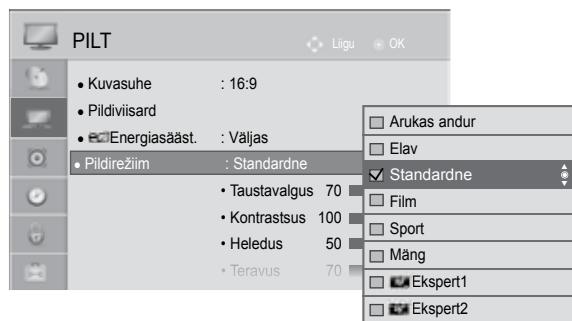 PILT
Liigu OK
• Kuvasuhe : 16:9
• Pildiviisard
• Energiasääst. : Väljas
• Pildirežiim : Standardne
• Taustavalgus 70
• Kontrastsus 100
• Heledus 50
• Teravus 70
Arukas andur
Elav
Standardne
Film
Sport
Mäng
Ekspert1
Ekspert2